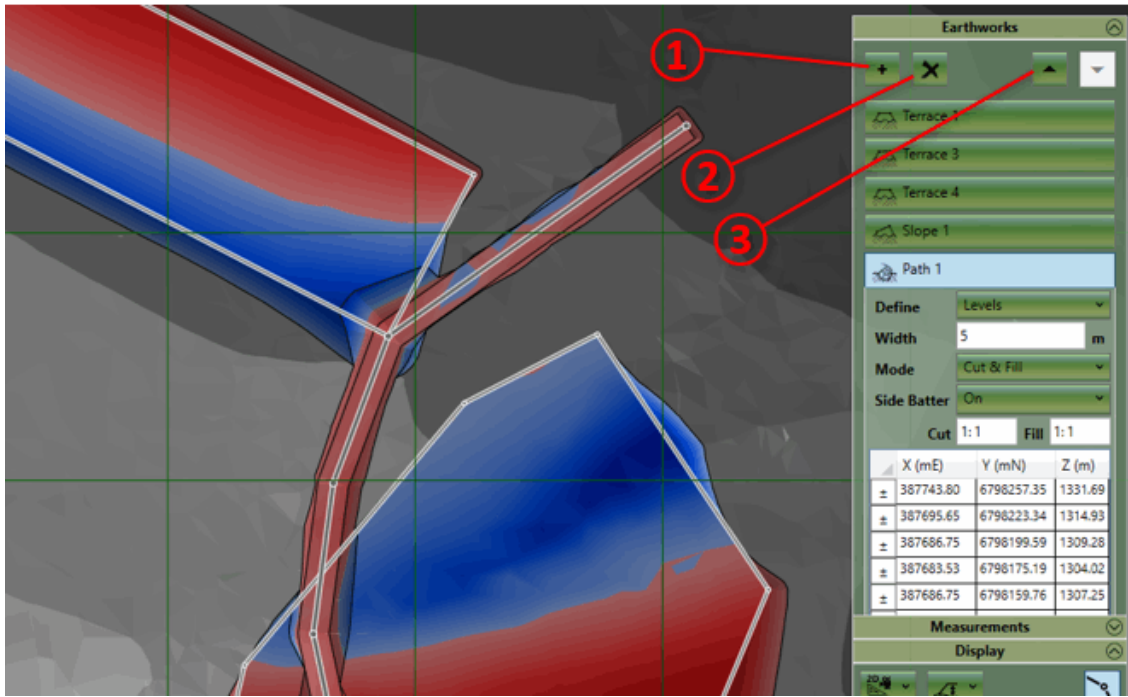 Earthworks
1
+
2
3
Terrace 1
Terrace 3
Terrace 4
Slope 1
Path 1
Define Levels
Width 5 m
Mode Cut & Fill
Side Batter On
Cut 1: 1 Fill 1: 1
X (mE) Y (mN) Z (m)
± 387743.80 6798257.35 1331.69
± 387695.65 6798223.34 1314.93
± 387686.75 6798199.59 1309.28
± 387683.53 6798175.19 1304.02
± 387686.75 6798159.76 1307.25
Measurements
Display
2D